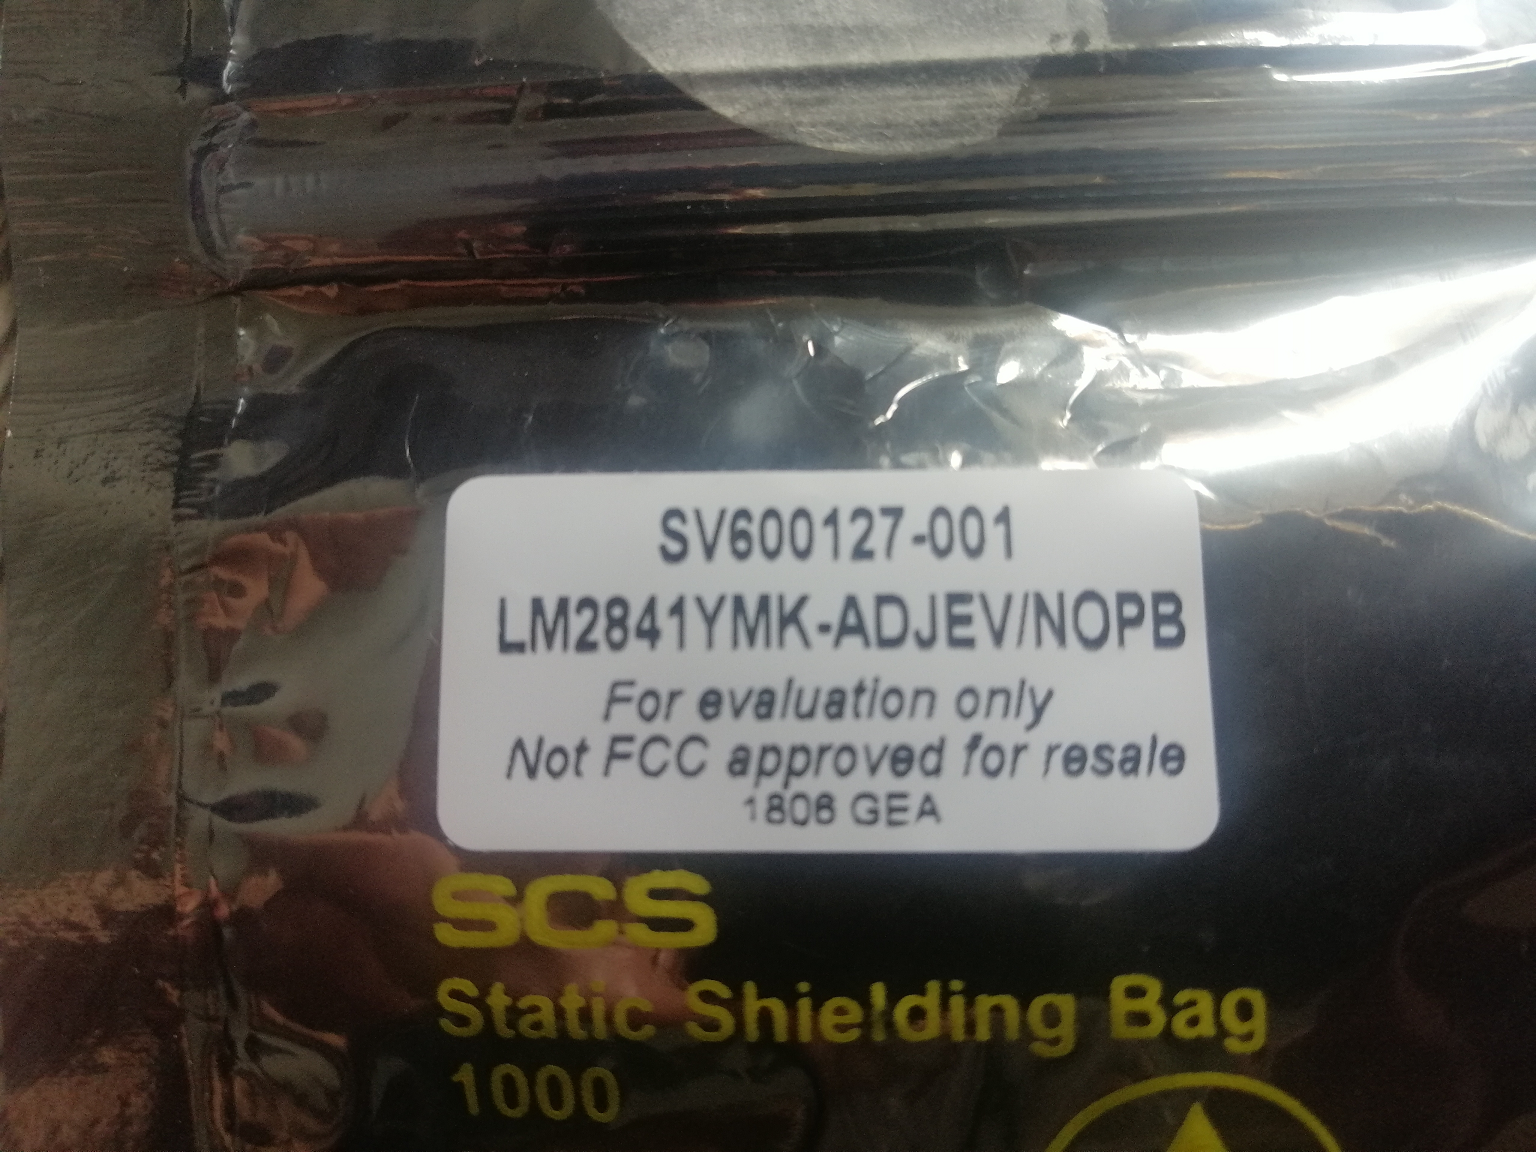 SV600127-001
LM2841YMK-ADJEV/NOPB
For evaluation only
Not FCC approved for resale
1806 GEA
SCS
Static Shielding Bag
1000